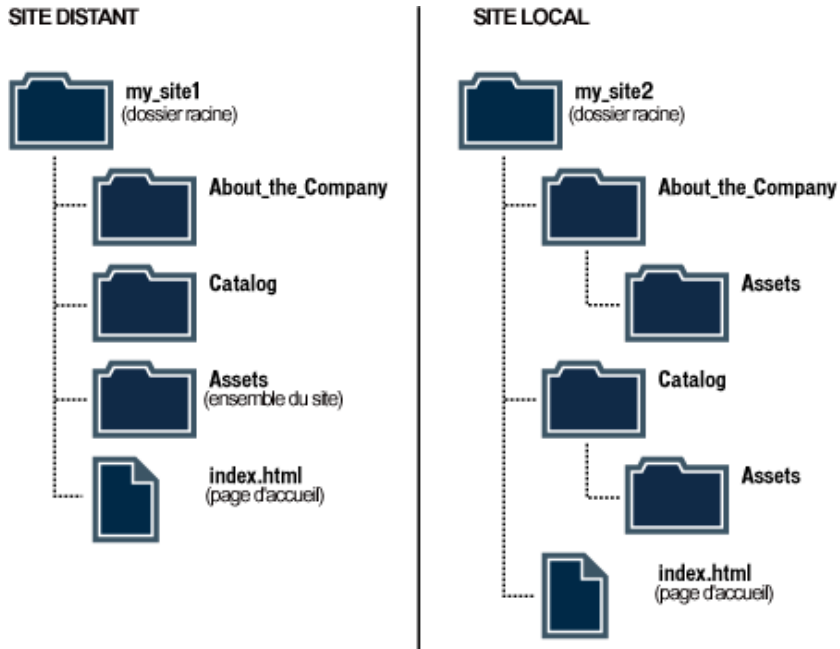 SITE DISTANT
my_site1
(dossier racine)
About_the_Company
Catalog
Assets
(ensemble du site)
index.html
(page d'accueil)
SITE LOCAL
my_site2
(dossier racine)
About_the_Company
Assets
Catalog
Assets
index.html
(page d'accueil)